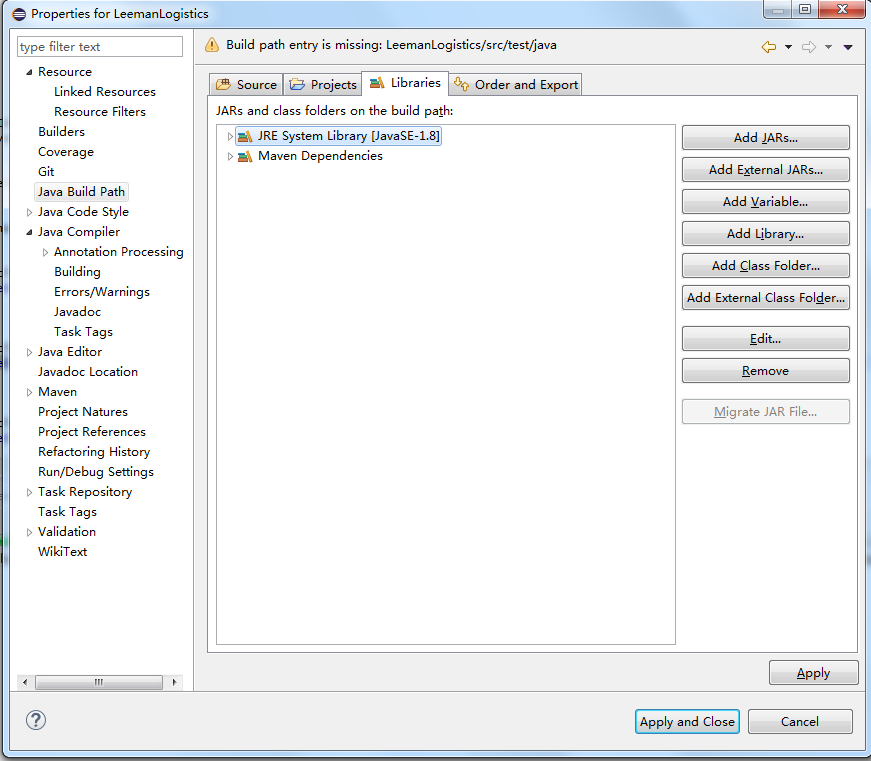 Properties for LeemanLogistics
type filter text
Resource
Linked Resources
Resource Filters
Builders
Coverage
Git
Java Build Path
Java Code Style
Java Compiler
Annotation Processing
Building
Errors/Warnings
Javadoc
Task Tags
Java Editor
Javadoc Location
Maven
Project Natures
Project References
Refactoring History
Run/Debug Settings
Task Repository
Task Tags
Validation
WikiText
Build path entry is missing: LeemanLogistics/src/test/java
Source Projects Libraries Order and Export
JARs and class folders on the build path:
JRE System Library [JavaSE-1.8]
Maven Dependencies
Add JARs...
Add External JARs...
Add Variable...
Add Library...
Add Class Folder...
Add External Class Folder...
Edit...
Remove
Migrate JAR File...
Apply
Apply and Close Cancel